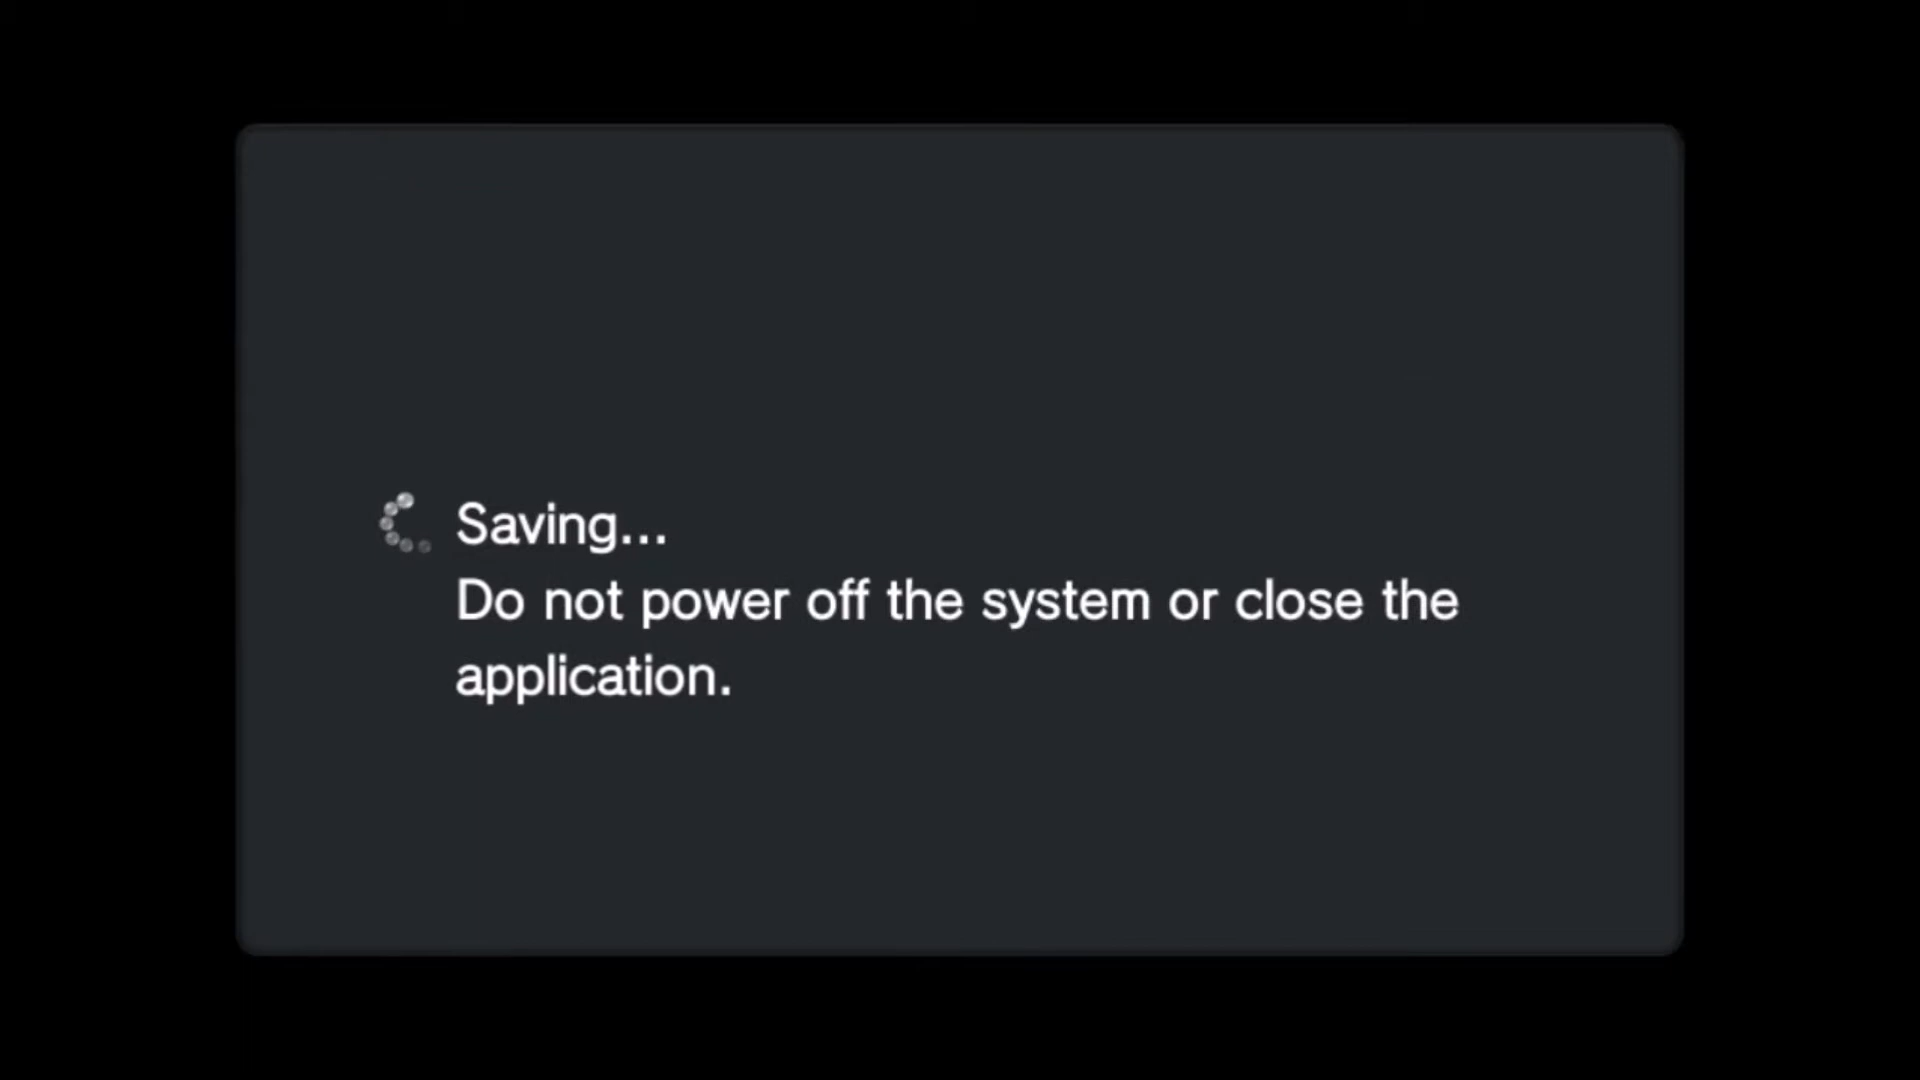 Saving...
Do not power off the system or close the
application.